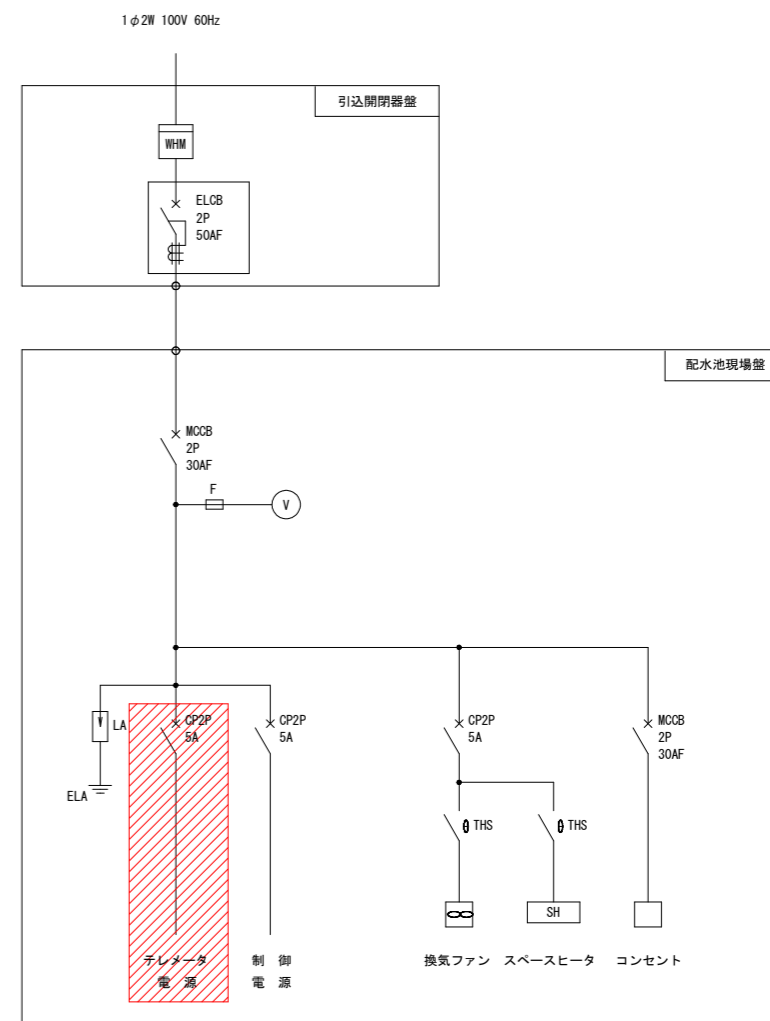 1φ2W 100V 60Hz
引込開閉器盤
WHM
ELCB
2P
50AF
配水池現場盤
MCCB
2P
30AF
F
V
LA
ELA
CP2P
5A
CP2P
5A
CP2P
5A
MCCB
2P
30AF
θ THS
θ THS
SH
テレメータ
電 源
制 御
電 源
換気ファン
スペースヒータ
コンセント